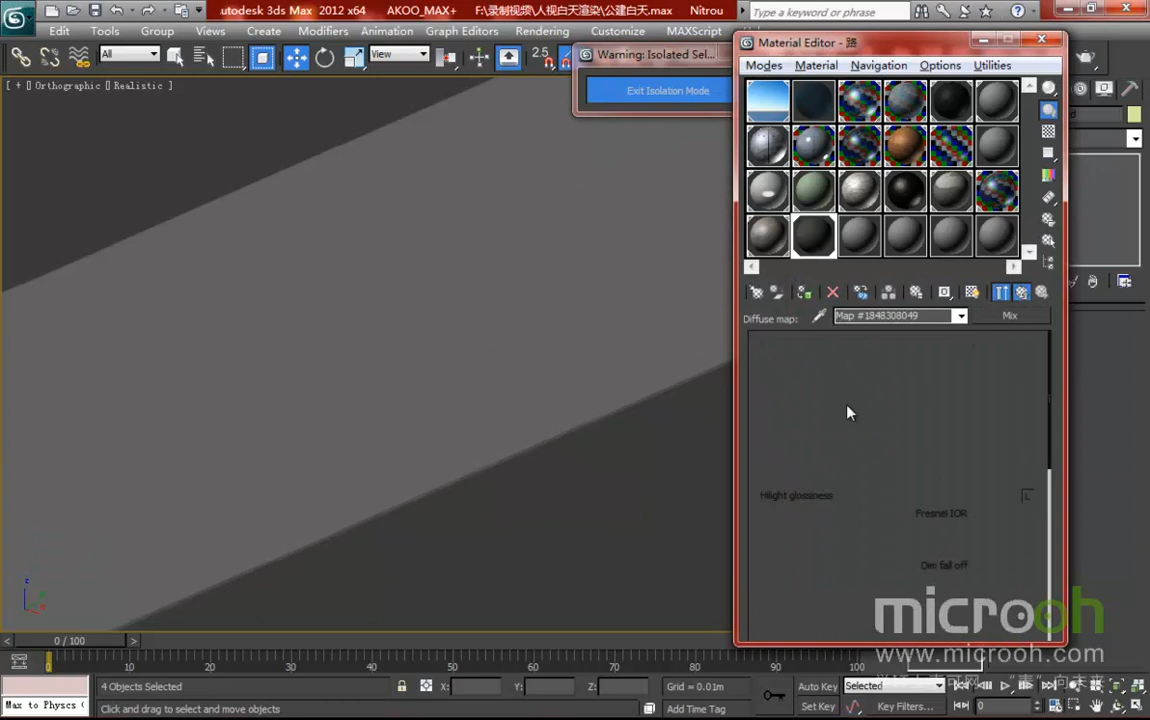 utodesk 3ds Max 2012 x64 AKOO_MAX+ F:\录制视频\人视白天渲染\公建白天.max Nitrou
Type a keyword or phrase
Edit Tools Group Views Create Modifiers Animation Graph Editors Rendering Customize MAXScript
All View 2.5
Warning: Isolated Sel...
Exit Isolation Mode
[ + [] Orthographic [ Realistic ]
Material Editor - 路
Modes Material Navigation Options Utilities
Diffuse map: Map #1848308049 Mix
Hilight glossiness L
Fresnel IOR
Dim fall off
z
microoh
www.microoh.com
< 0 / 100 >
0 10 20 30 40 50 60 70 80 90 100
4 Objects Selected X: Y: Z: Grid = 0.01m Auto Key Selected
Max to Physcs ( Click and drag to select and move objects Add Time Tag Set Key Key Filters... 0